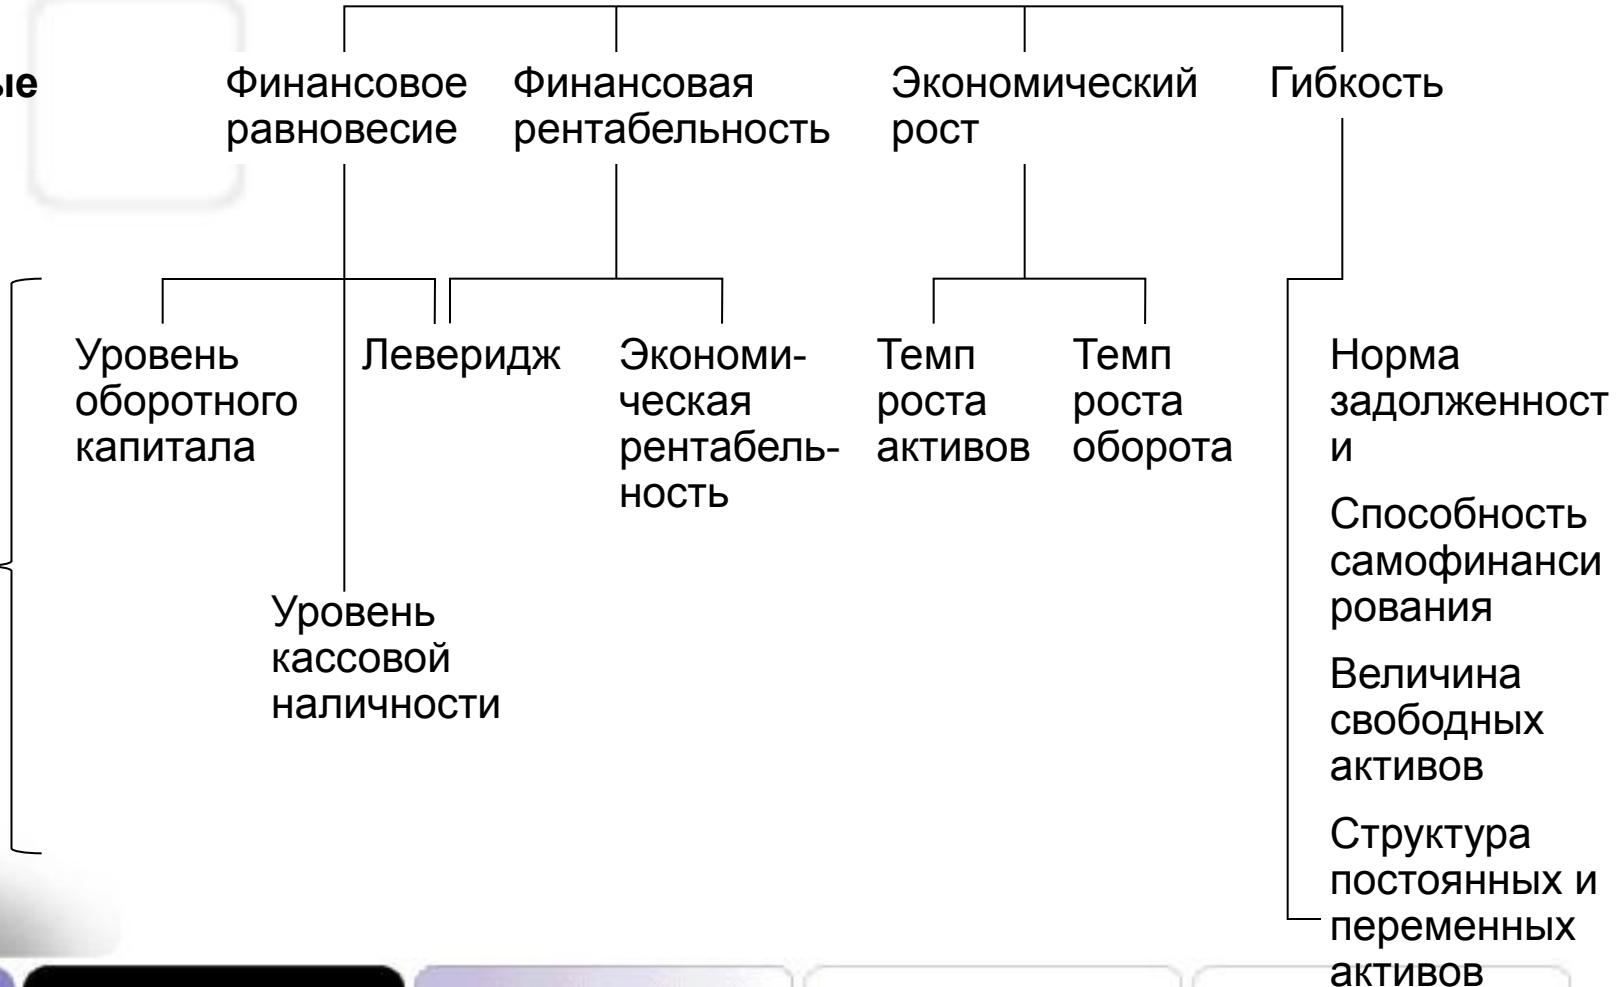 ые
Финансовое
равновесие
Финансовая
рентабельность
Экономический
рост
Гибкость
Уровень
оборотного
капитала
Леверидж
Экономи-
ческая
рентабель-
ность
Темп
роста
активов
Темп
роста
оборота
Уровень
кассовой
наличности
Норма
задолженност
и
Способность
самофинанси
рования
Величина
свободных
активов
Структура
постоянных и
переменных
активов